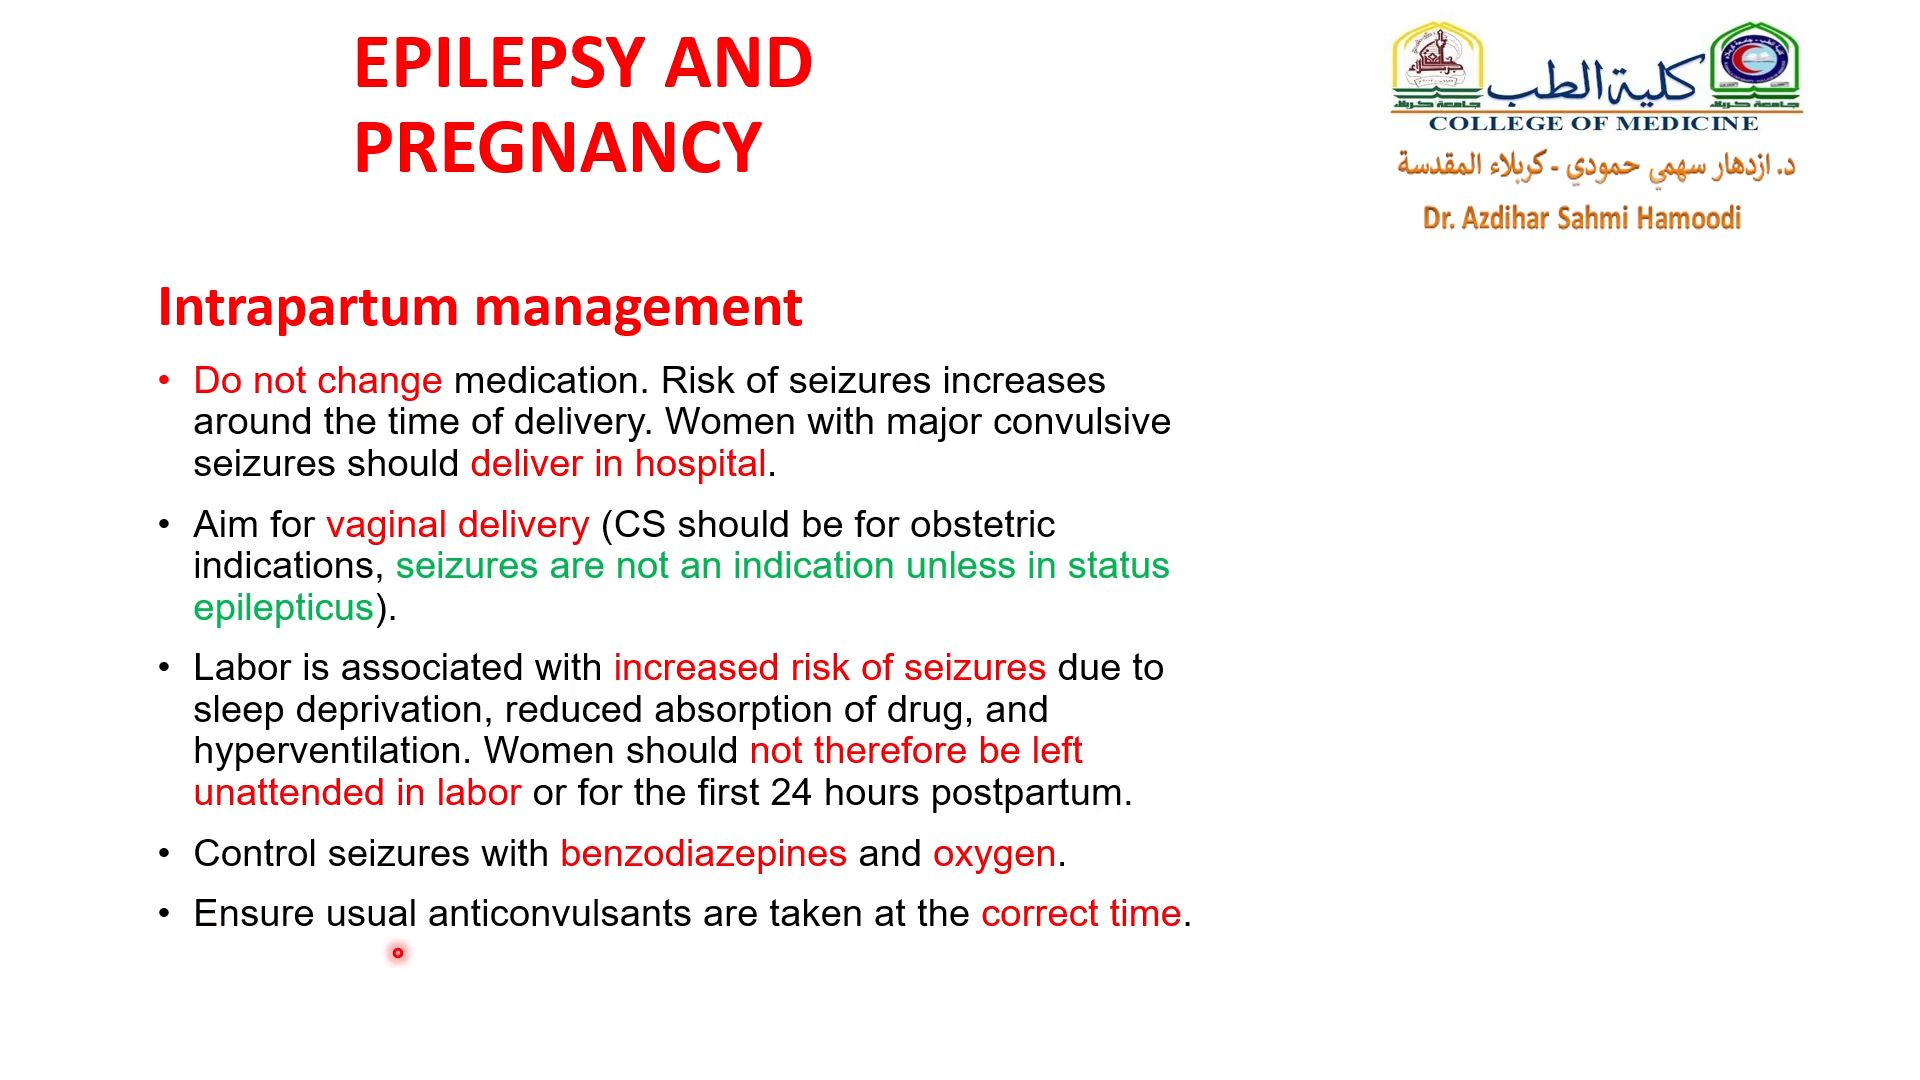 EPILEPSY AND
PREGNANCY
كلية الطب
جامعة كربلاء
جامعة كربلاء
COLLEGE OF MEDICINE
د. ازدهار سهمي حمودي - كربلاء المقدسة
Dr. Azdihar Sahmi Hamoodi
Intrapartum management
• Do not change medication. Risk of seizures increases
around the time of delivery. Women with major convulsive
seizures should deliver in hospital.
• Aim for vaginal delivery (CS should be for obstetric
indications, seizures are not an indication unless in status
epilepticus).
• Labor is associated with increased risk of seizures due to
sleep deprivation, reduced absorption of drug, and
hyperventilation. Women should not therefore be left
unattended in labor or for the first 24 hours postpartum.
• Control seizures with benzodiazepines and oxygen.
• Ensure usual anticonvulsants are taken at the correct time.